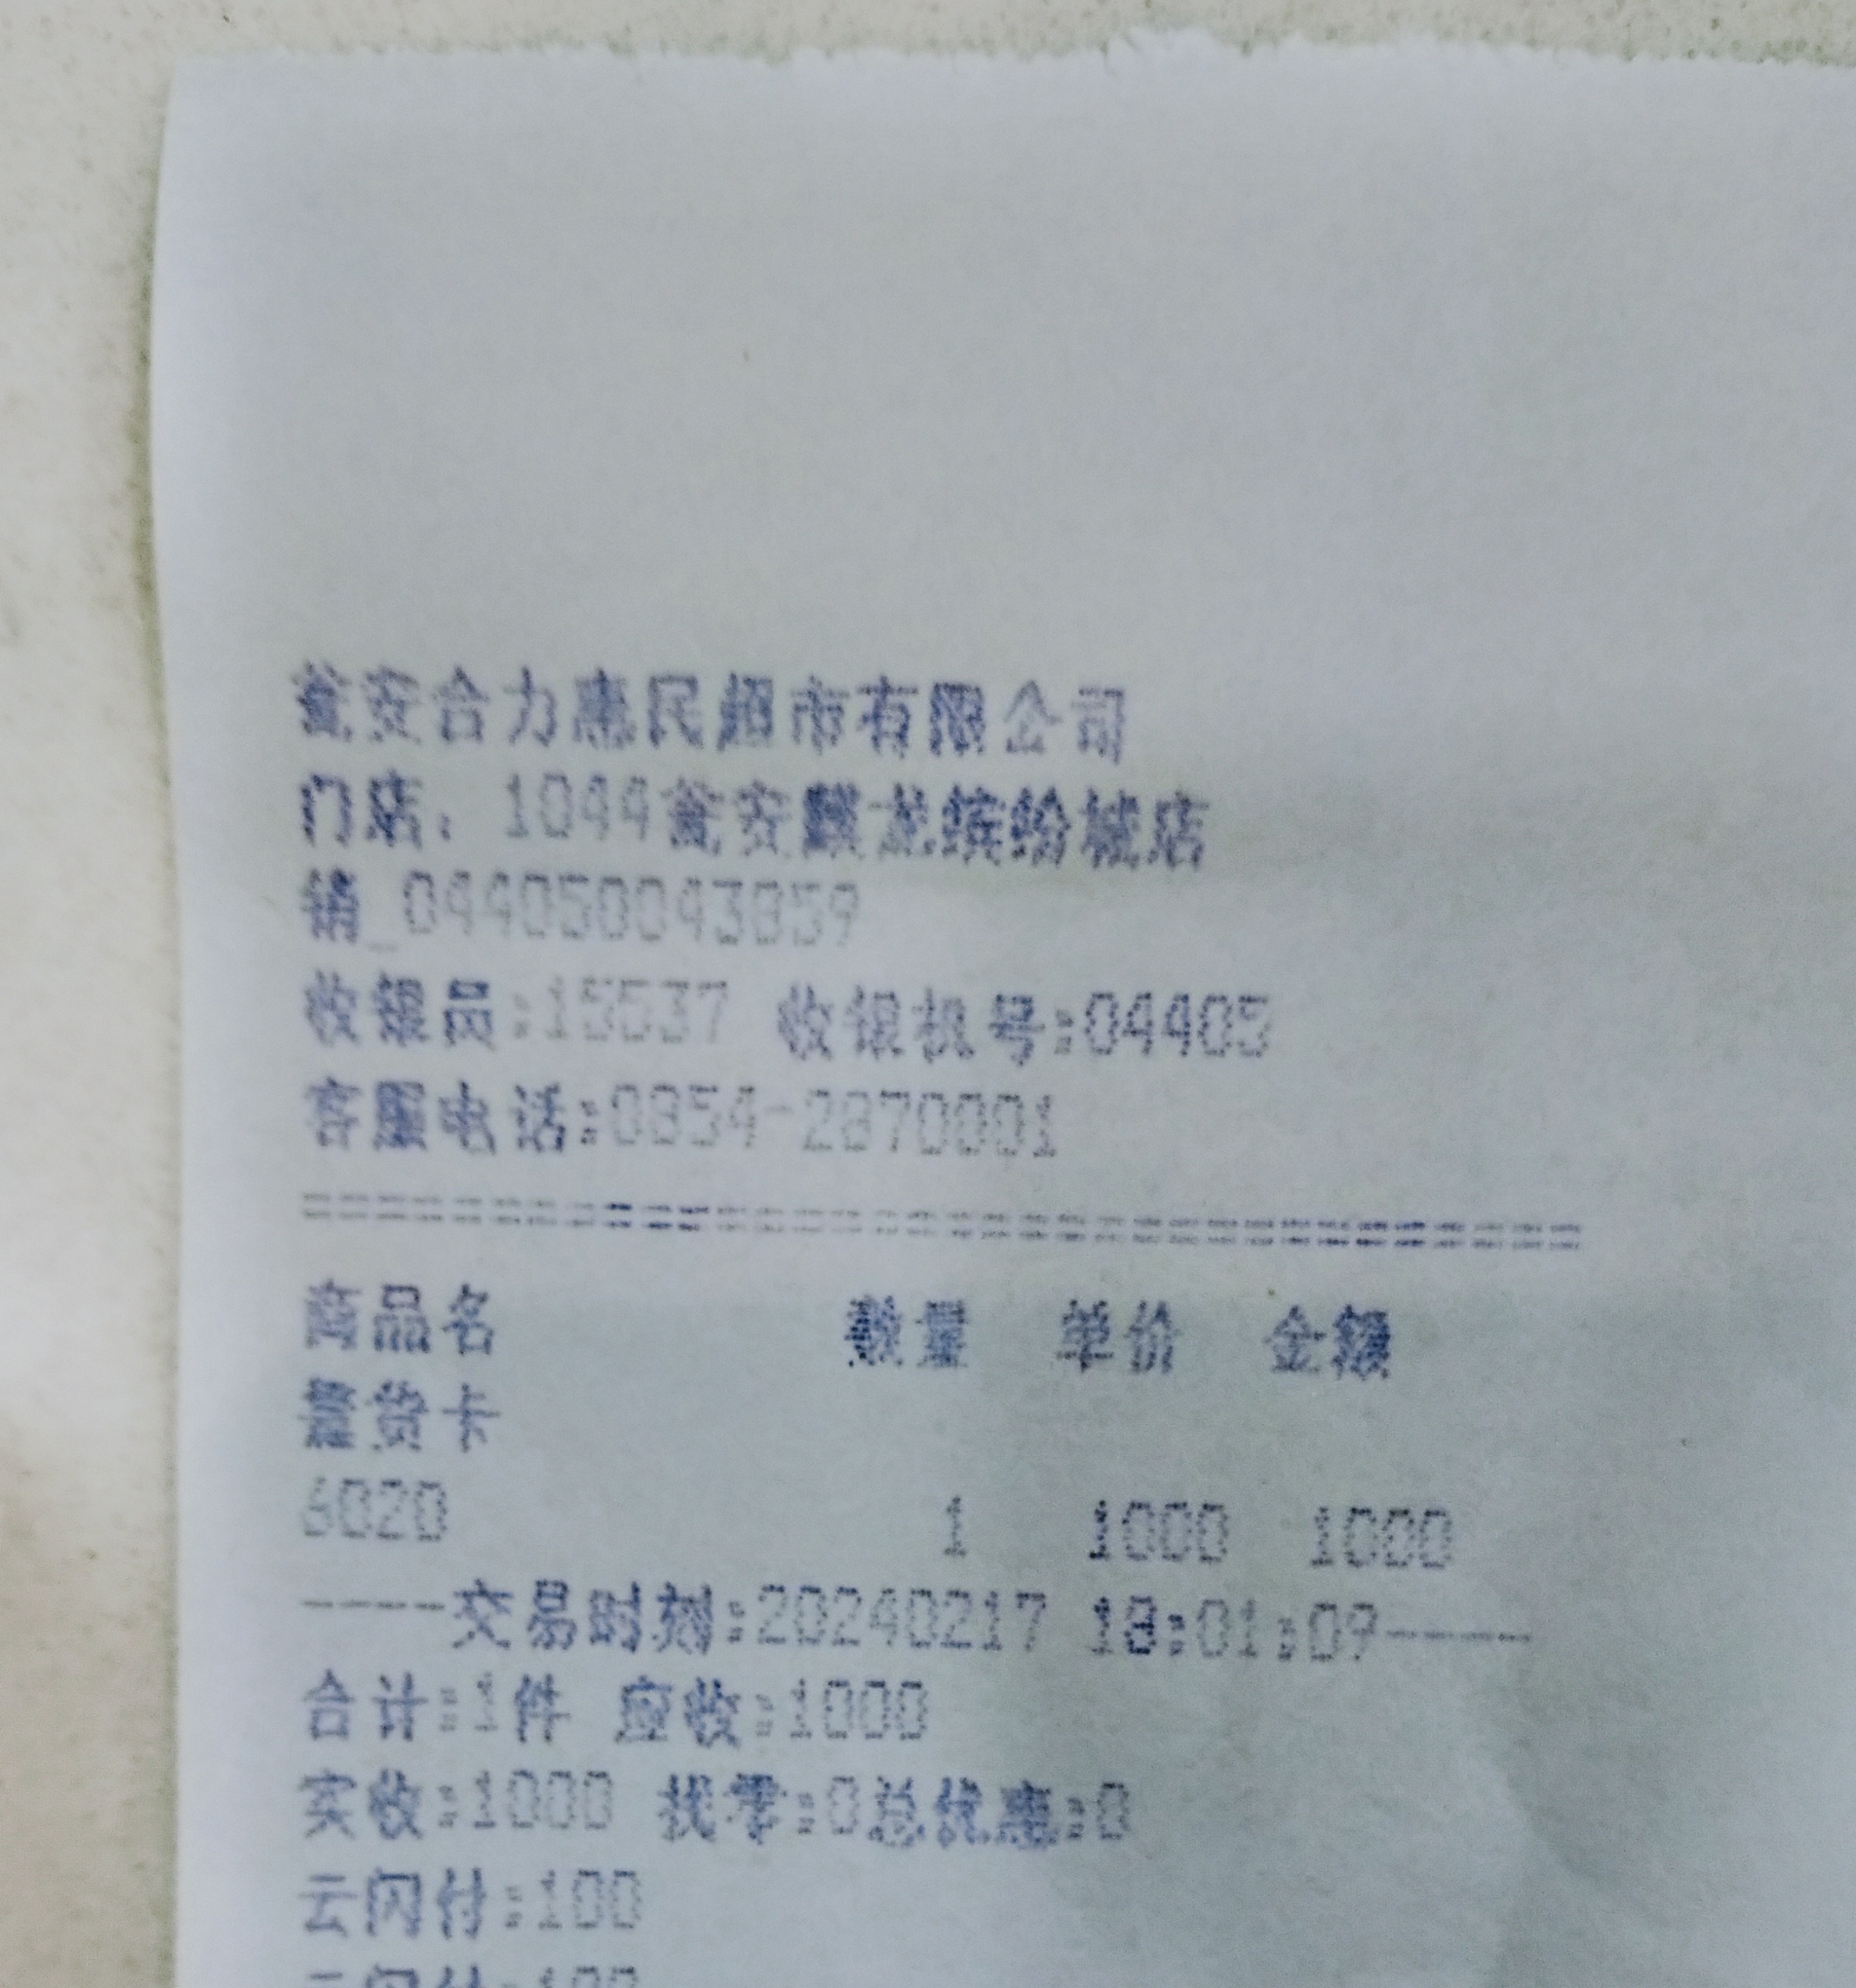 瓮安合力惠民超市有限公司
门店: 1044瓮安麒龙缤纷城店
销_044050043859
收银员:15537 收银机号:04405
客服电话:0854-2870001
====================================
商品名 数量 单价 金额
提货卡
6020 1 1000 1000
----交易时刻:20240217 18:01:09----
合计:1件 应收:1000
实收:1000 找零:0总优惠:0
云闪付:100
云闪付:100